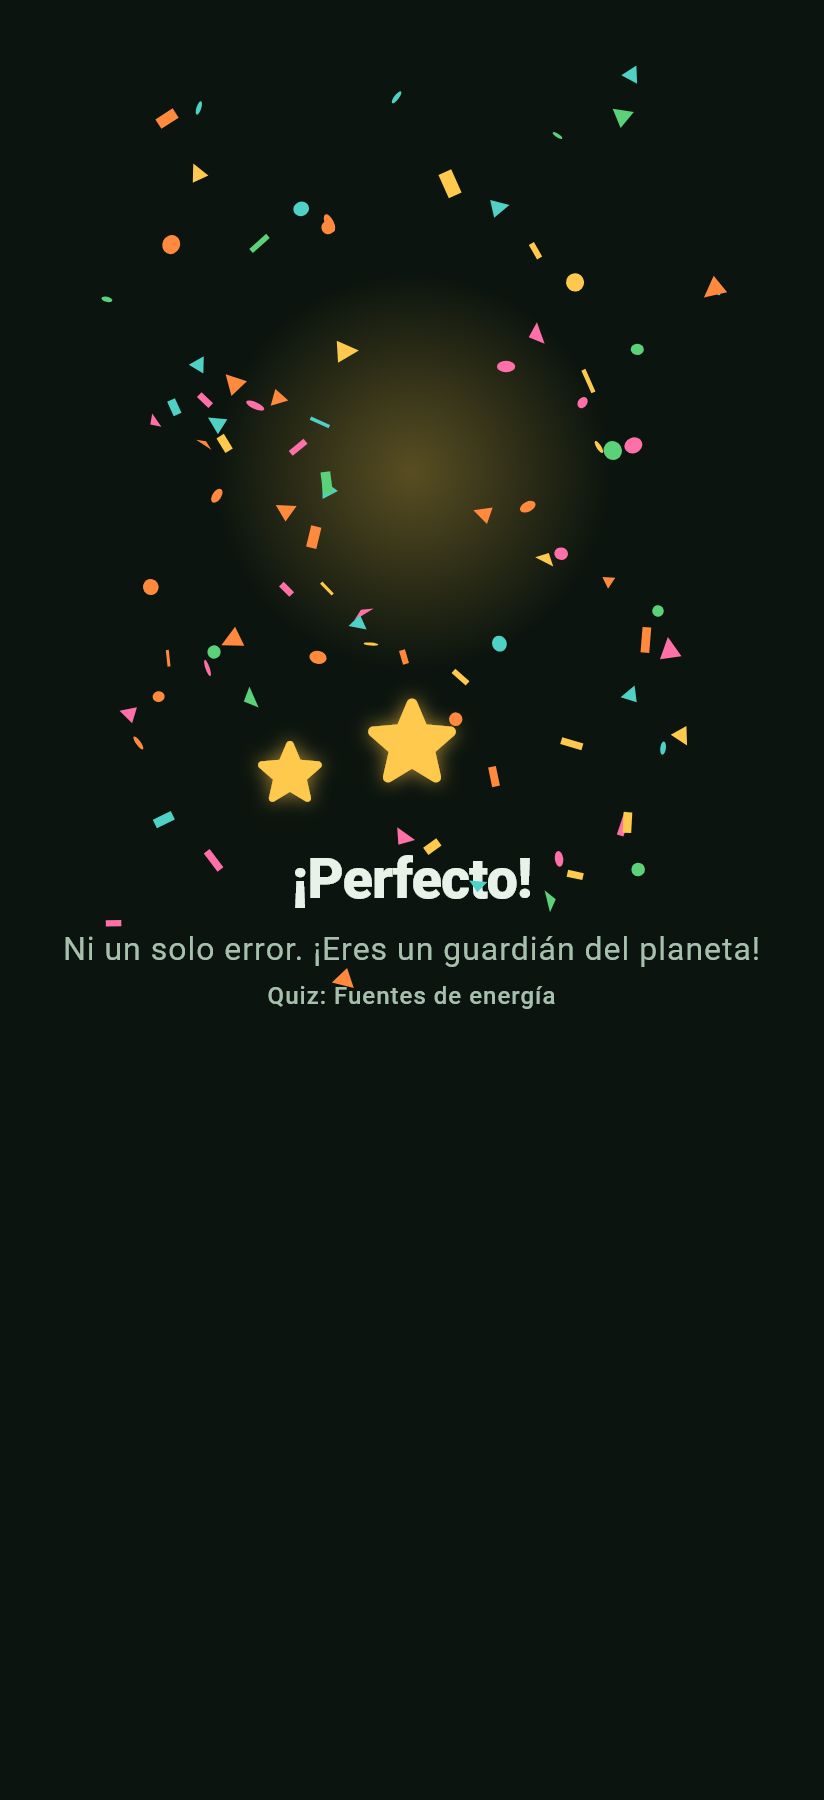 ¡Perfecto!
Ni un solo error. ¡Eres un guardián del planeta!
Quiz: Fuentes de energía